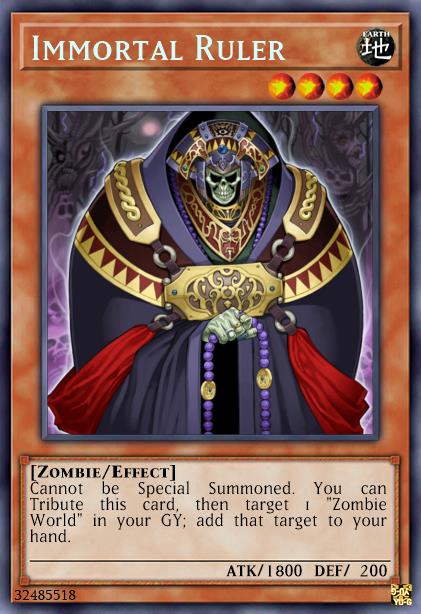 IMMORTAL RULER
EARTH
地
[ZOMBIE/EFFECT]
Cannot be Special Summoned. You can
Tribute this card, then target 1 "Zombie
World" in your GY; add that target to your
hand.
ATK/1800 DEF/ 200
32485518